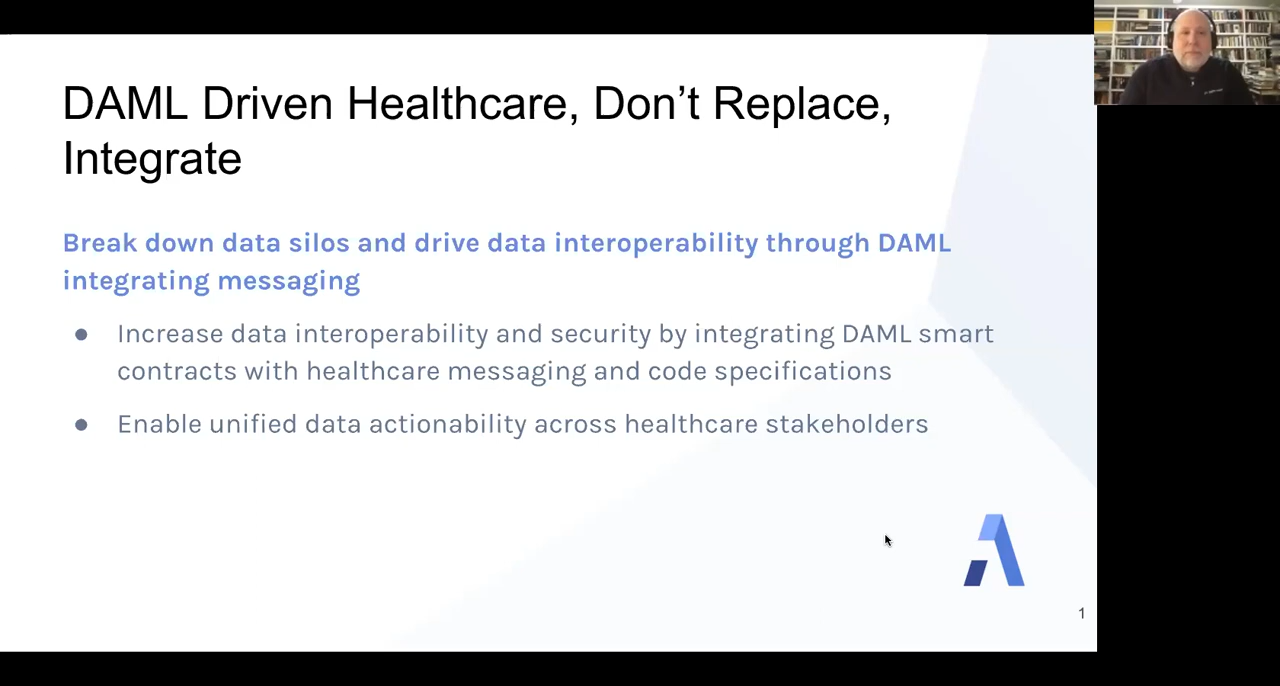 DAML Driven Healthcare, Don’t Replace,
Integrate
Break down data silos and drive data interoperability through DAML
integrating messaging
● Increase data interoperability and security by integrating DAML smart
contracts with healthcare messaging and code specifications
● Enable unified data actionability across healthcare stakeholders
1